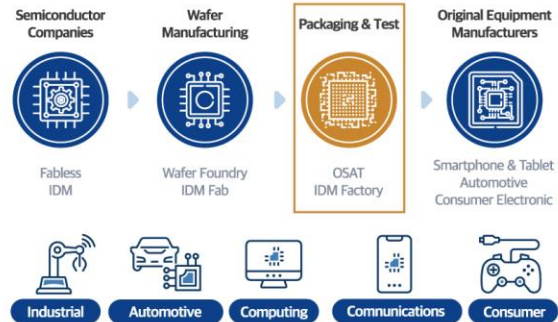 Semiconductor
Companies
Wafer
Manufacturing
Packaging & Test
Original Equipment
Manufacturers
Fabless
IDM
Wafer Foundry
IDM Fab
OSAT
IDM Factory
Smartphone & Tablet
Automotive
Consumer Electronic
Industrial
Automotive
Computing
Comnunications
Consumer